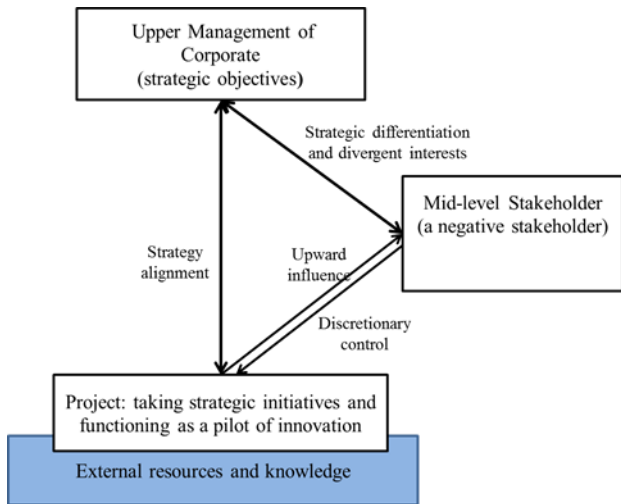 Upper Management of
Corporate
(strategic objectives)
Strategic differentiation
and divergent interests
Mid-level Stakeholder
(a negative stakeholder)
Strategy
alignment
Upward
influence
Discretionary
control
Project: taking strategic initiatives and
functioning as a pilot of innovation
External resources and knowledge